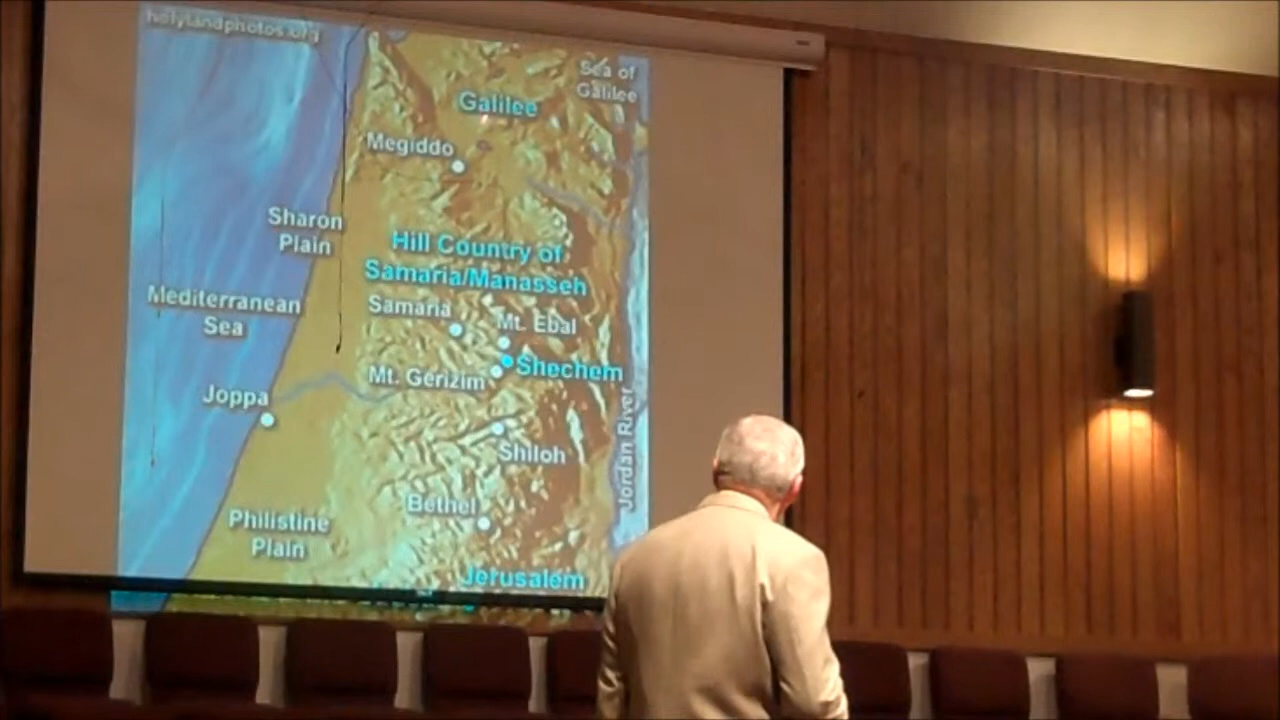 holylandphotos.org
Sea of
Galilee
Galilee
Megiddo
Sharon
Plain
Hill Country of
Samaria/Manasseh
Mediterranean
Sea
Samaria
Mt. Ebal
Shechem
Mt. Gerizim
Joppa
Jordan River
Shiloh
Bethel
Philistine
Plain
Jerusalem